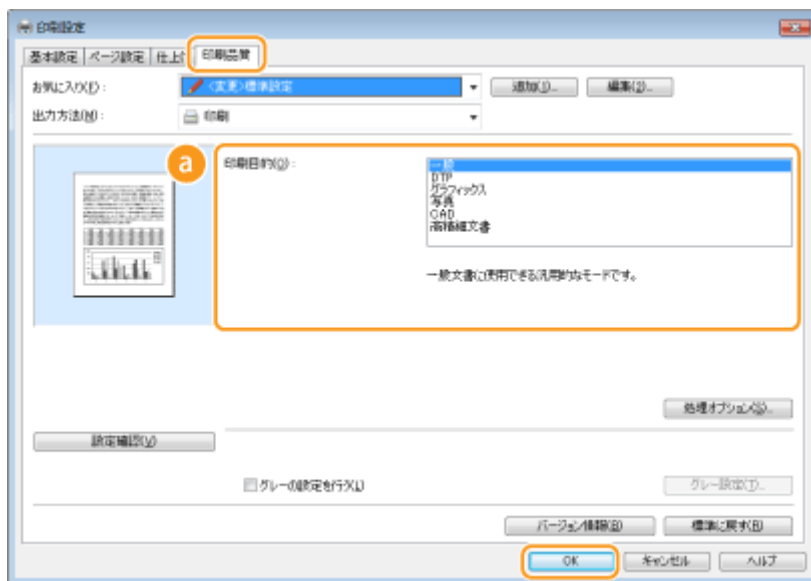 印刷設定
基本設定 ページ設定 仕上げ 印刷品質
お気に入り(F): <変更>標準設定 追加(1)... 編集(2)...
出力方法(M): 印刷
a
印刷目的(O): 一般
DTP
グラフィックス
写真
CAD
高精細文書
一般文書に使用できる汎用的なモードです。
処理オプション(S)...
設定確認(V)
グレーの設定を行う(L) グレー設定(T)...
バージョン情報(B) 標準に戻す(R)
OK キャンセル ヘルプ